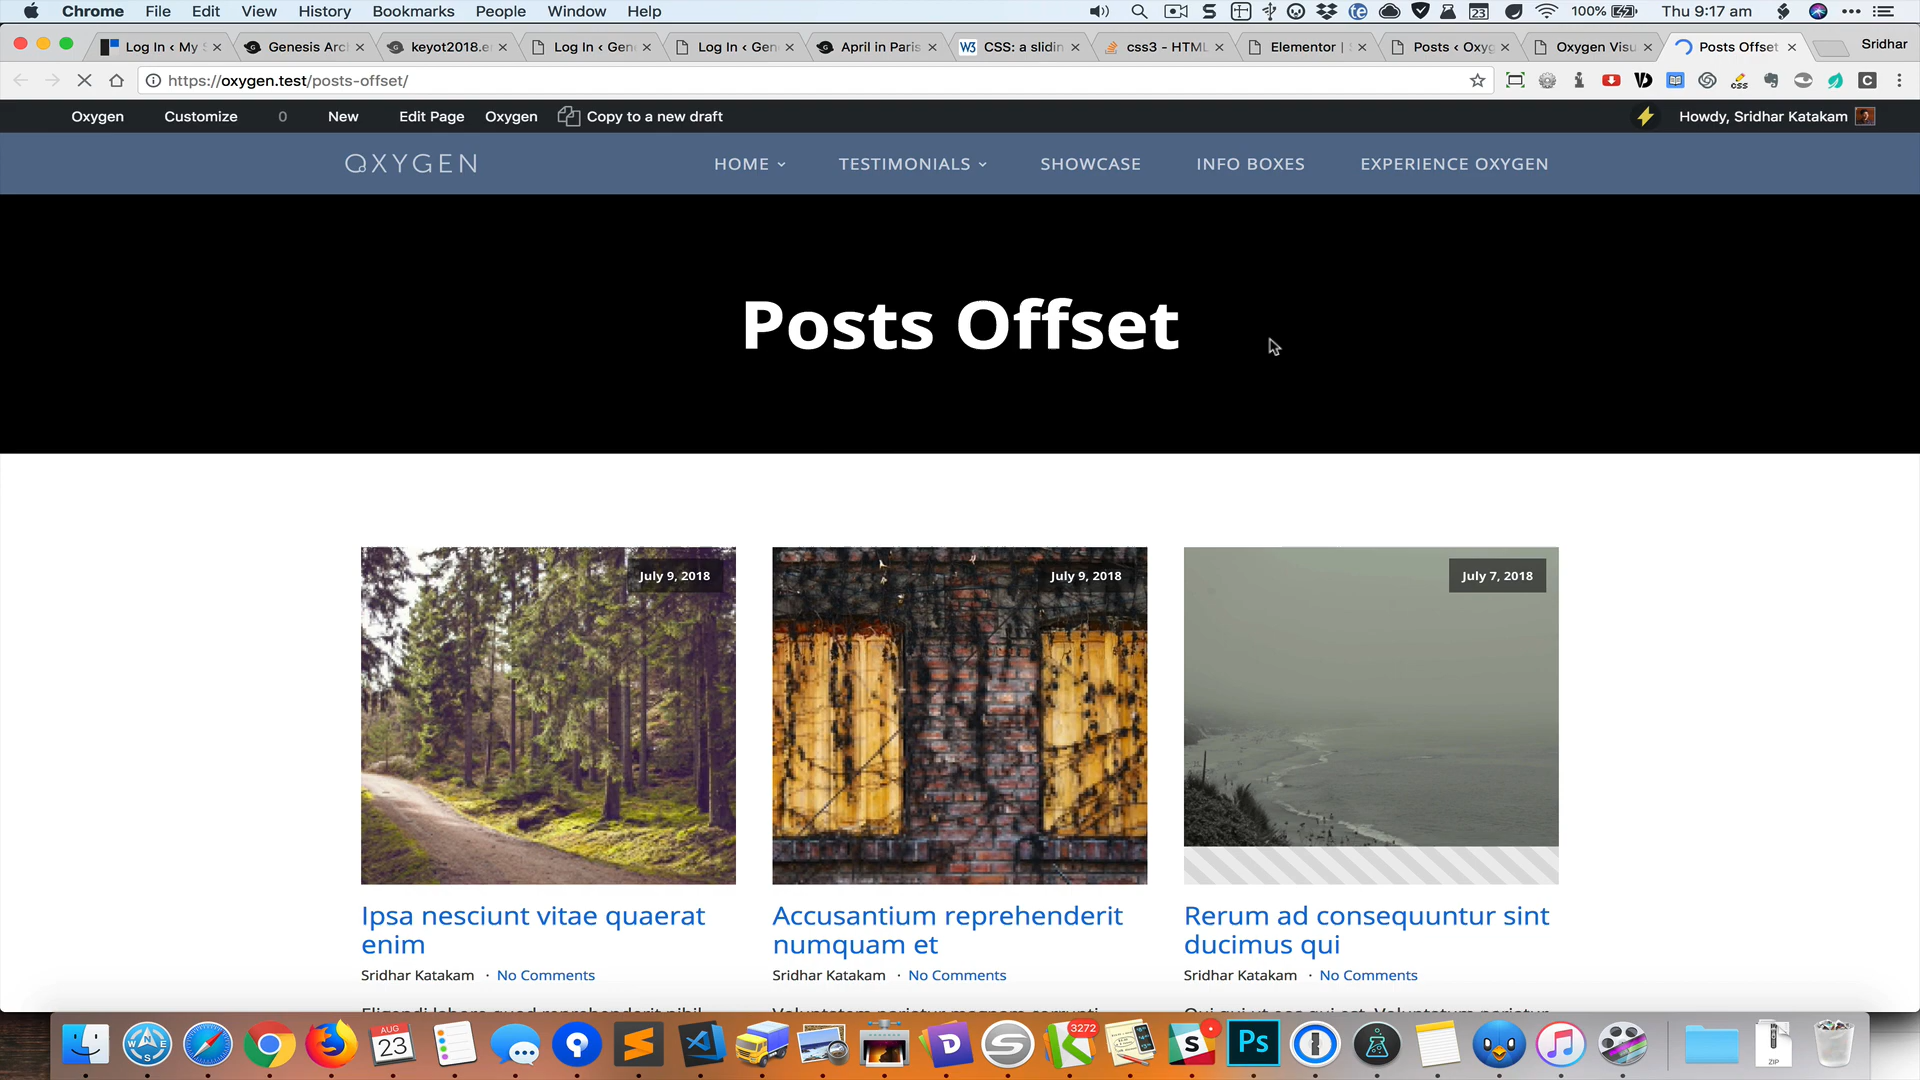 Chrome File Edit View History Bookmarks People Window Help 100% Thu 9:17 am
Log In ‹ My Genesis Arc keyot2018.e Log In ‹ Gen Log In ‹ Gen April in Paris W3 CSS: a slidin css3 - HTML Elementor | Posts ‹ Oxyg Oxygen Visu Posts Offset Sridhar
https://oxygen.test/posts-offset/
Oxygen Customize 0 New Edit Page Oxygen Copy to a new draft Howdy, Sridhar Katakam
OXYGEN HOME TESTIMONIALS SHOWCASE INFO BOXES EXPERIENCE OXYGEN
Posts Offset
July 9, 2018 July 9, 2018 July 7, 2018
Ipsa nesciunt vitae quaerat
enim
Accusantium reprehenderit
numquam et
Rerum ad consequuntur sint
ducimus qui
Sridhar Katakam · No Comments
Sridhar Katakam · No Comments
Sridhar Katakam · No Comments
AUG
23
3272
Ps
ZIP